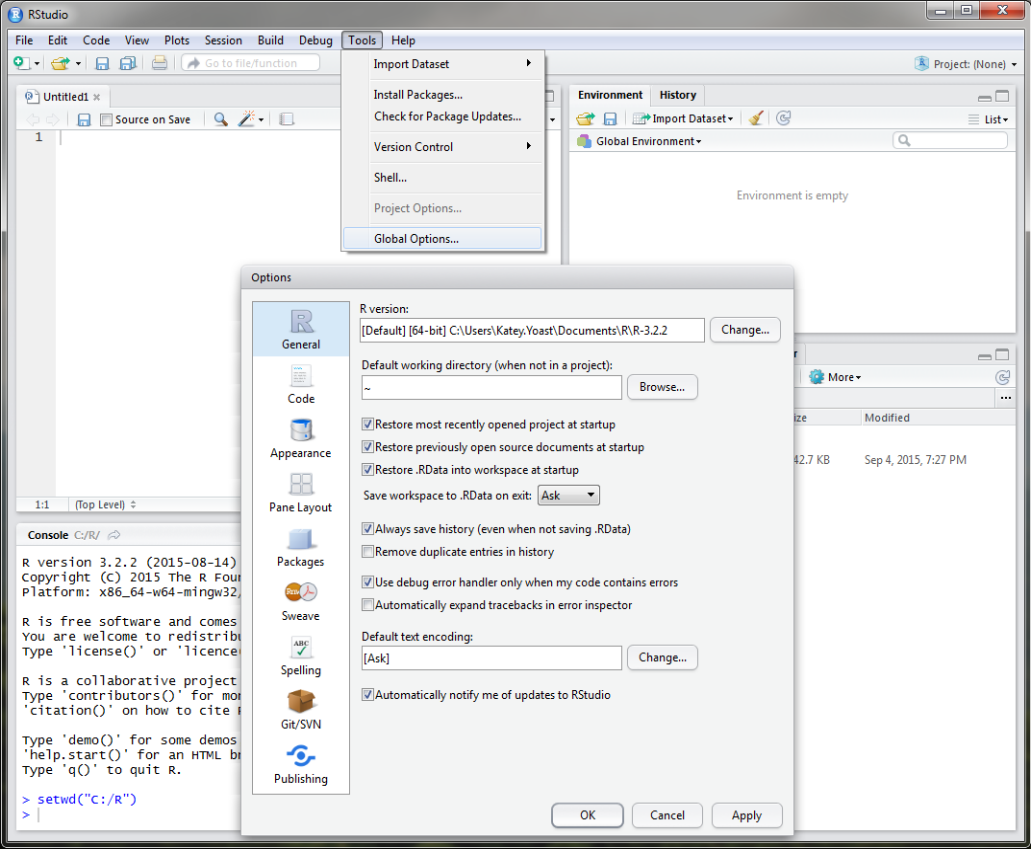 RStudio
File Edit Code View Plots Session Build Debug Tools Help
Go to file/function
Project: (None)
Import Dataset
Install Packages...
Check for Package Updates...
Version Control
Shell...
Project Options...
Global Options...
Untitled1
Source on Save
1
1:1 (Top Level)
Environment History
Import Dataset
List
Global Environment
Environment is empty
More
Modified
42.7 KB Sep 4, 2015, 7:27 PM
Console C:/R/
R version 3.2.2 (2015-08-14)
Copyright (C) 2015 The R
Platform: x86_64-w64-mingw32/
R is free software and comes
You are welcome to
Type 'license()' or
R is a collaborative project
Type 'contributors()' for
'citation()' on how to cite
Type 'demo()' for some demos
'help.start()' for an HTML
Type 'q()' to quit R.
> setwd("C:/R")
>
Options
General
Code
Appearance
Pane Layout
Packages
Sweave
ABC
Spelling
Git/SVN
Publishing
R version:
[Default] [64-bit] C:\Users\Katey.Yoast\Documents\R\R-3.2.2
Change...
Default working directory (when not in a project):
~
Browse...
Restore most recently opened project at startup
Restore previously open source documents at startup
Restore .RData into workspace at startup
Save workspace to .RData on exit: Ask
Always save history (even when not saving .RData)
Remove duplicate entries in history
Use debug error handler only when my code contains errors
Automatically expand tracebacks in error inspector
Default text encoding:
[Ask]
Change...
Automatically notify me of updates to RStudio
OK Cancel Apply